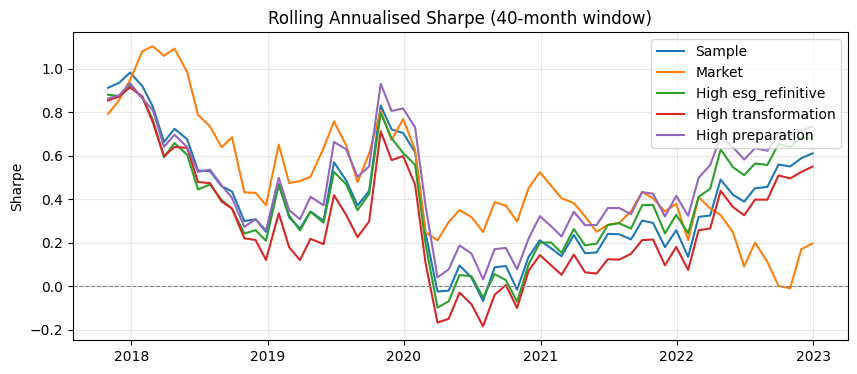 Rolling Annualised Sharpe (40-month window)
Sharpe
1.0
0.8
0.6
0.4
0.2
0.0
−0.2
Sample
Market
High esg_refinitive
High transformation
High preparation
2018
2019
2020
2021
2022
2023